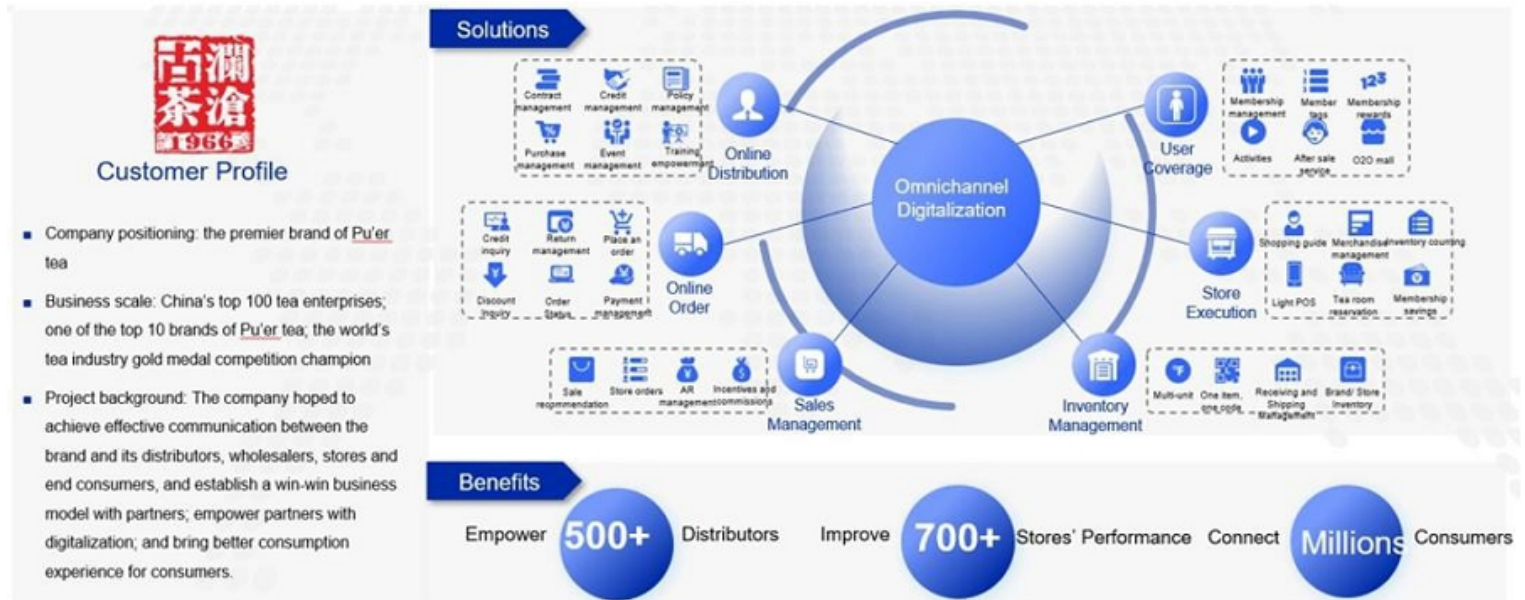 古瀾
茶滄
1966
Customer Profile
Company positioning: the premier brand of Pu'er
tea
Business scale: China's top 100 tea enterprises;
one of the top 10 brands of Pu'er tea; the world's
tea industry gold medal competition champion
Project background: The company hoped to
achieve effective communication between the
brand and its distributors, wholesalers, stores and
end consumers, and establish a win-win business
model with partners; empower partners with
digitalization; and bring better consumption
experience for consumers.
Solutions
Contract
management
Credit
management
Policy
management
Purchase
management
Event
management
Training
empowerment
Online
Distribution
Credit
inquiry
Return
management
Place an
order
Discount
Inquiry
Order
Status
Payment
management
Online
Order
Sale
recommendation
Store orders
AR
management
Incentives and
commissions
Sales
Management
Omnichannel
Digitalization
User
Coverage
Membership
management
Member
tags
123
Membership
rewards
Activities
After sale
service
O2O mall
Store
Execution
Shopping guide
Merchandise
management
Inventory counting
Light POS
Tea room
reservation
Membership
savings
Inventory
Management
Multi-unit
One item,
one code
Receiving and
Shipping
Management
Brand/ Store
Inventory
Benefits
Empower 500+ Distributors
Improve 700+ Stores' Performance
Connect Millions Consumers